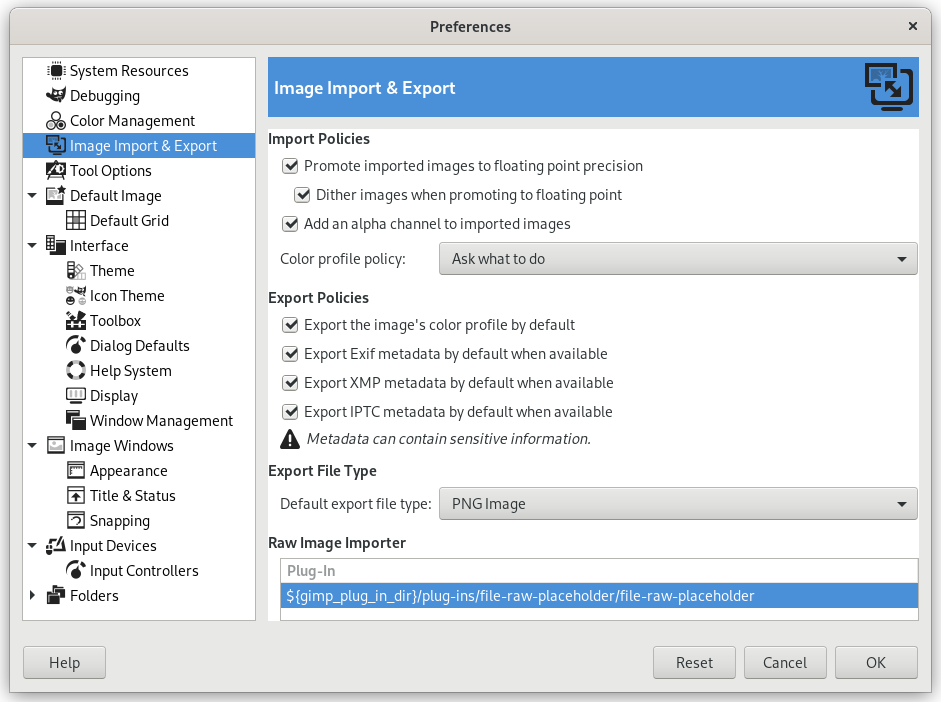 Preferences
System Resources
Debugging
Color Management
Image Import & Export
Tool Options
Default Image
Default Grid
Interface
Theme
Icon Theme
Toolbox
Dialog Defaults
Help System
Display
Window Management
Image Windows
Appearance
Title & Status
Snapping
Input Devices
Input Controllers
Folders
Image Import & Export
Import Policies
Promote imported images to floating point precision
Dither images when promoting to floating point
Add an alpha channel to imported images
Color profile policy: Ask what to do
Export Policies
Export the image's color profile by default
Export Exif metadata by default when available
Export XMP metadata by default when available
Export IPTC metadata by default when available
Metadata can contain sensitive information.
Export File Type
Default export file type: PNG Image
Raw Image Importer
Plug-In
${gimp_plug_in_dir}/plug-ins/file-raw-placeholder/file-raw-placeholder
Help Reset Cancel OK